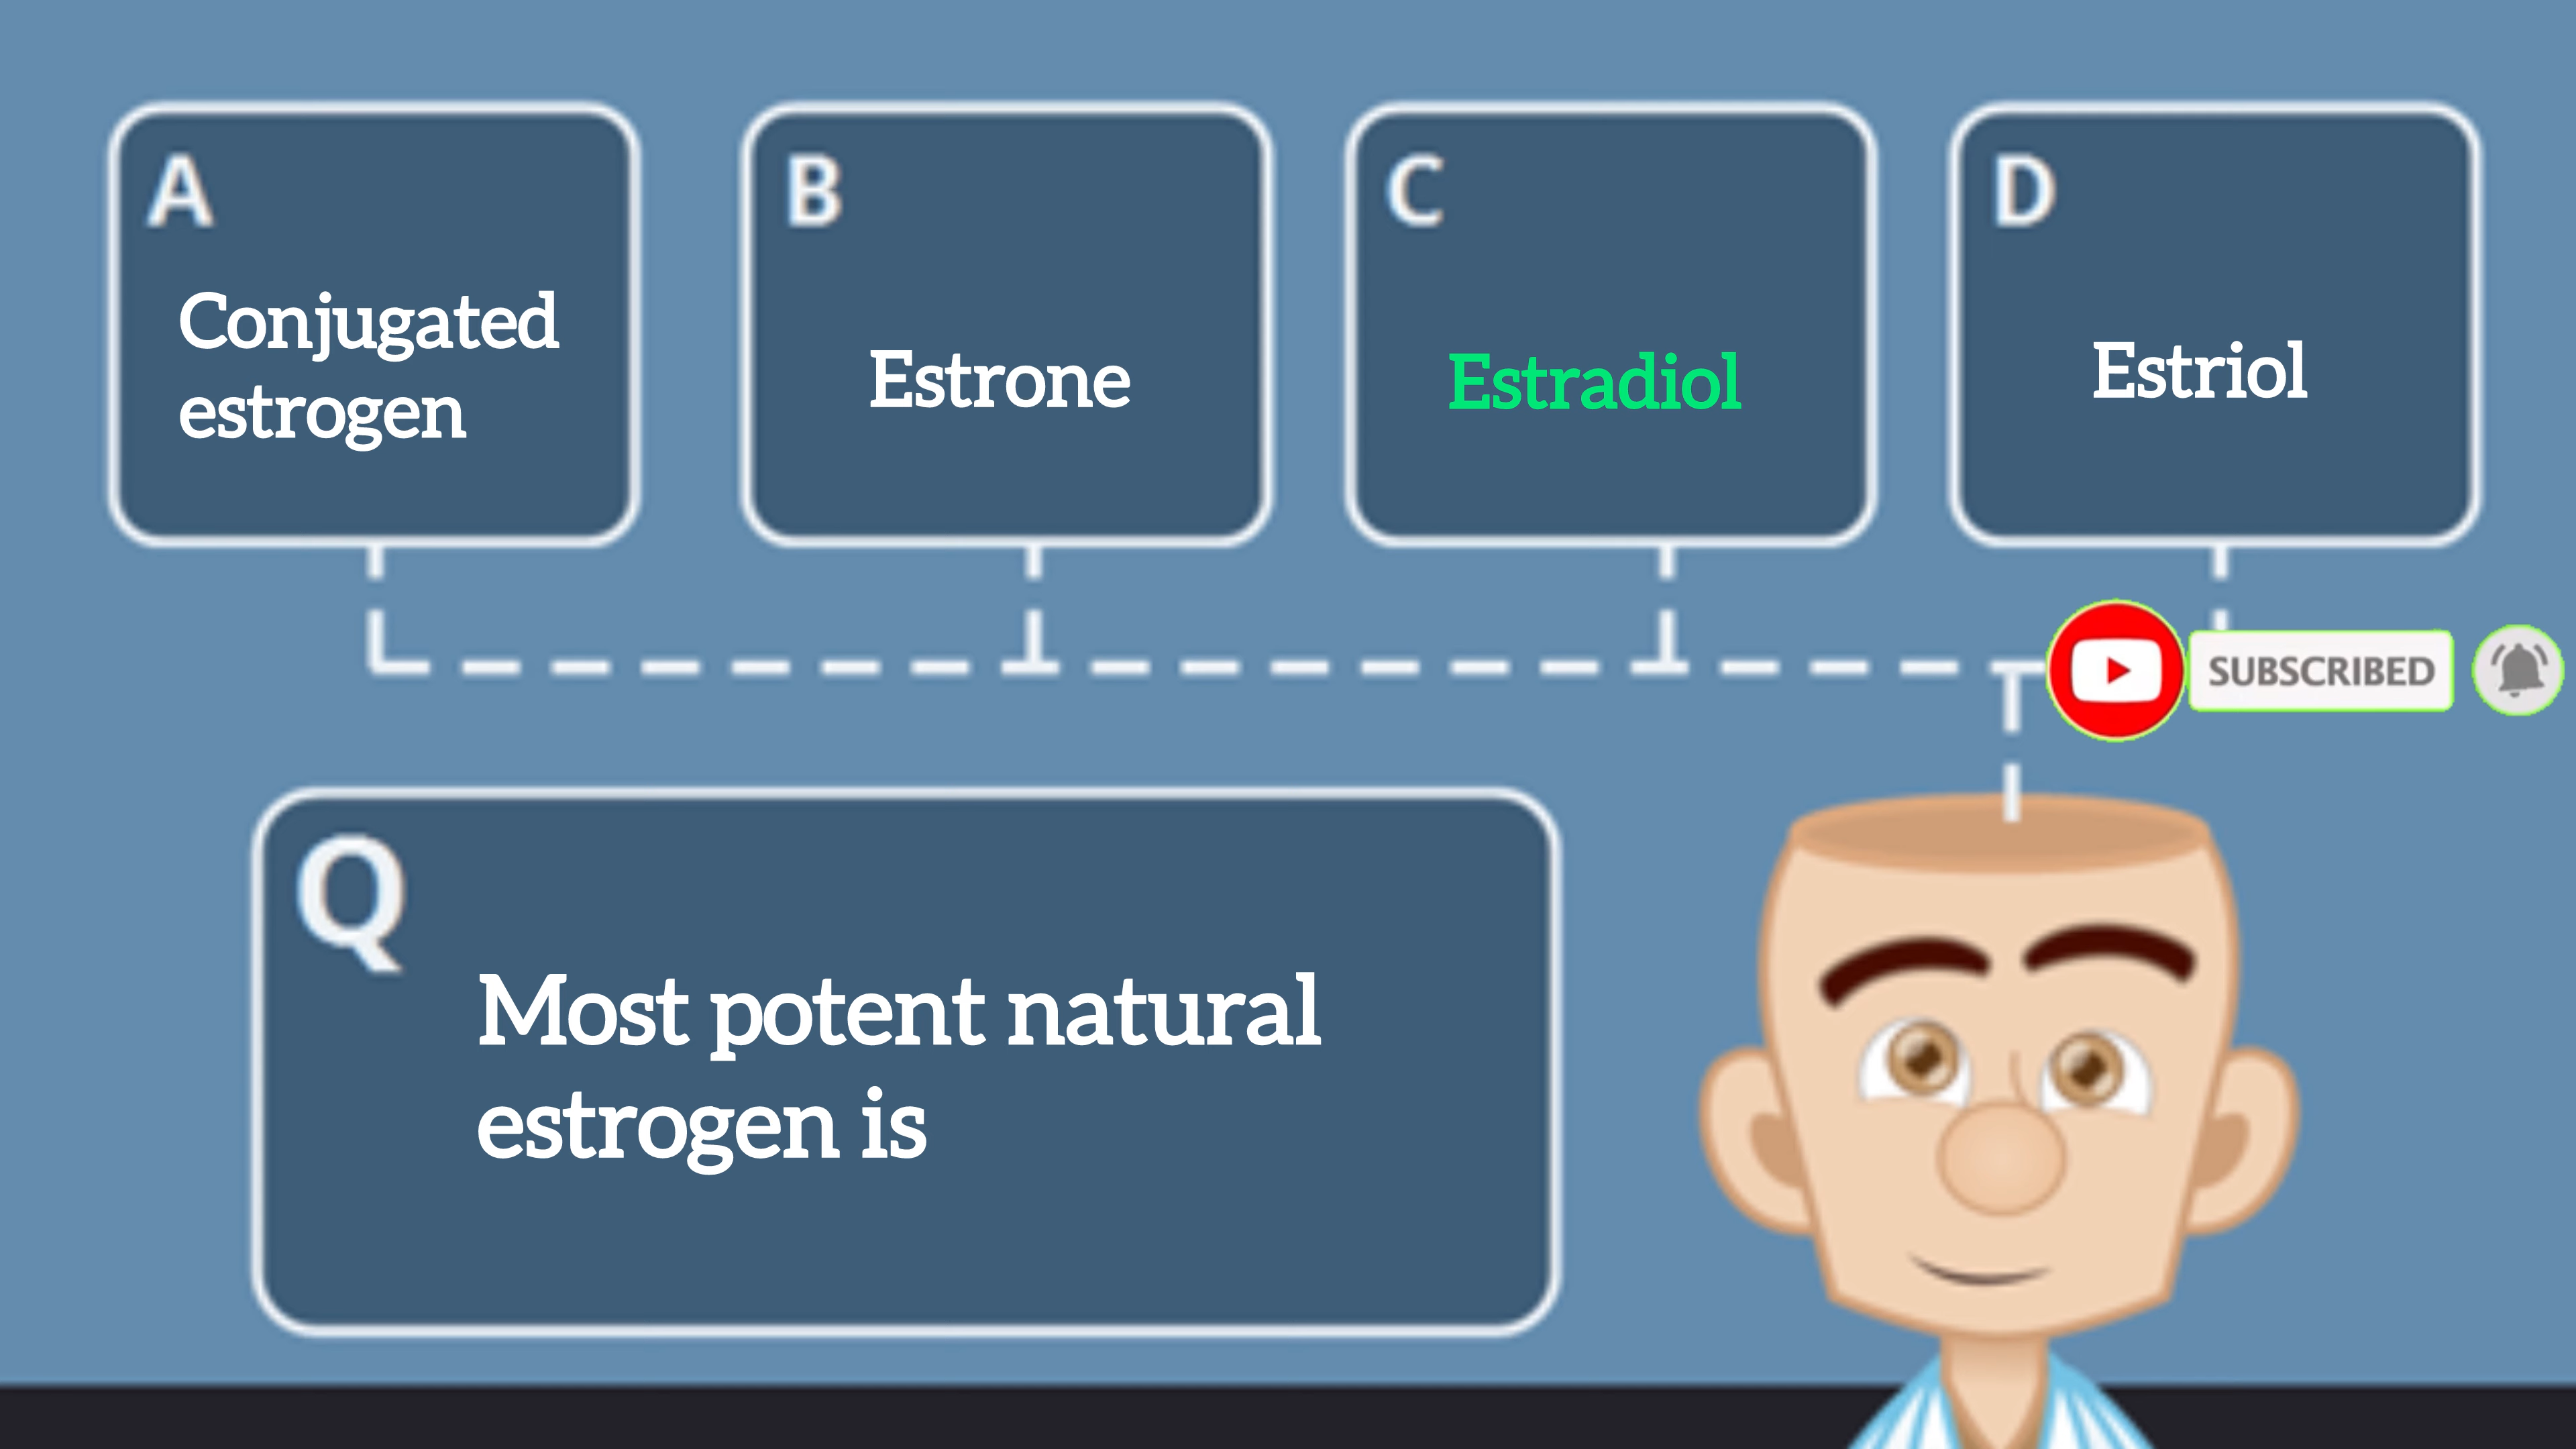 A
Conjugated
estrogen
B
Estrone
C
Estradiol
D
Estriol
SUBSCRIBED
Q
Most potent natural
estrogen is